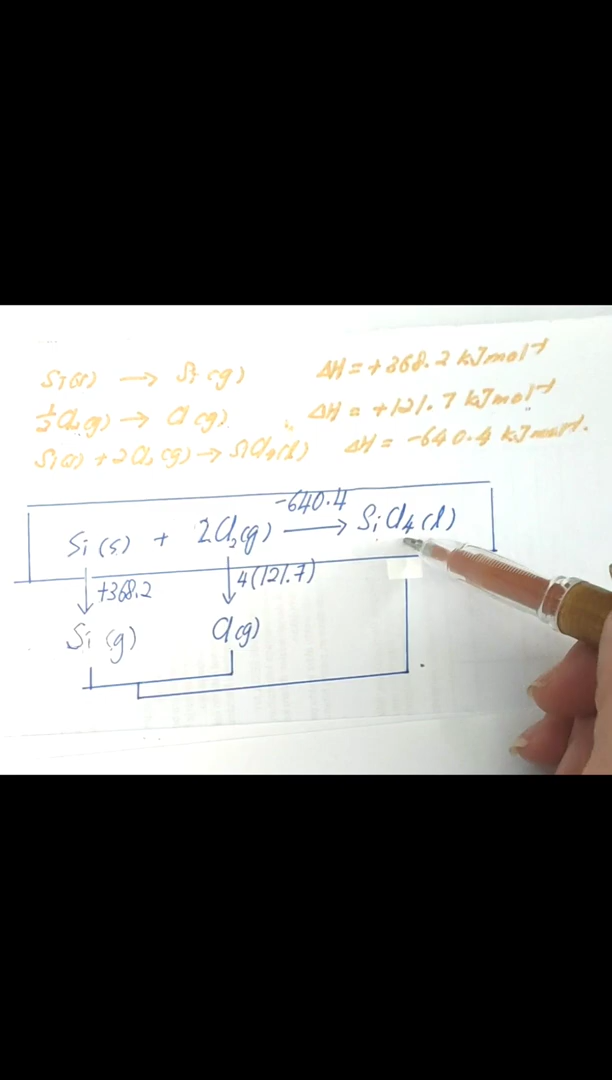 Si(s) → Si(g) ΔH = +368.2 kJmol⁻¹
½Cl₂(g) → Cl(g) ΔH = +121.7 kJmol⁻¹
Si(s) + 2Cl₂(g) → SiCl₄(l) ΔH = -640.4 kJmol⁻¹.
-640.4
Si(s) + 2Cl₂(g) → SiCl₄(l)
+368.2 4(121.7)
Si(g) Cl(g)